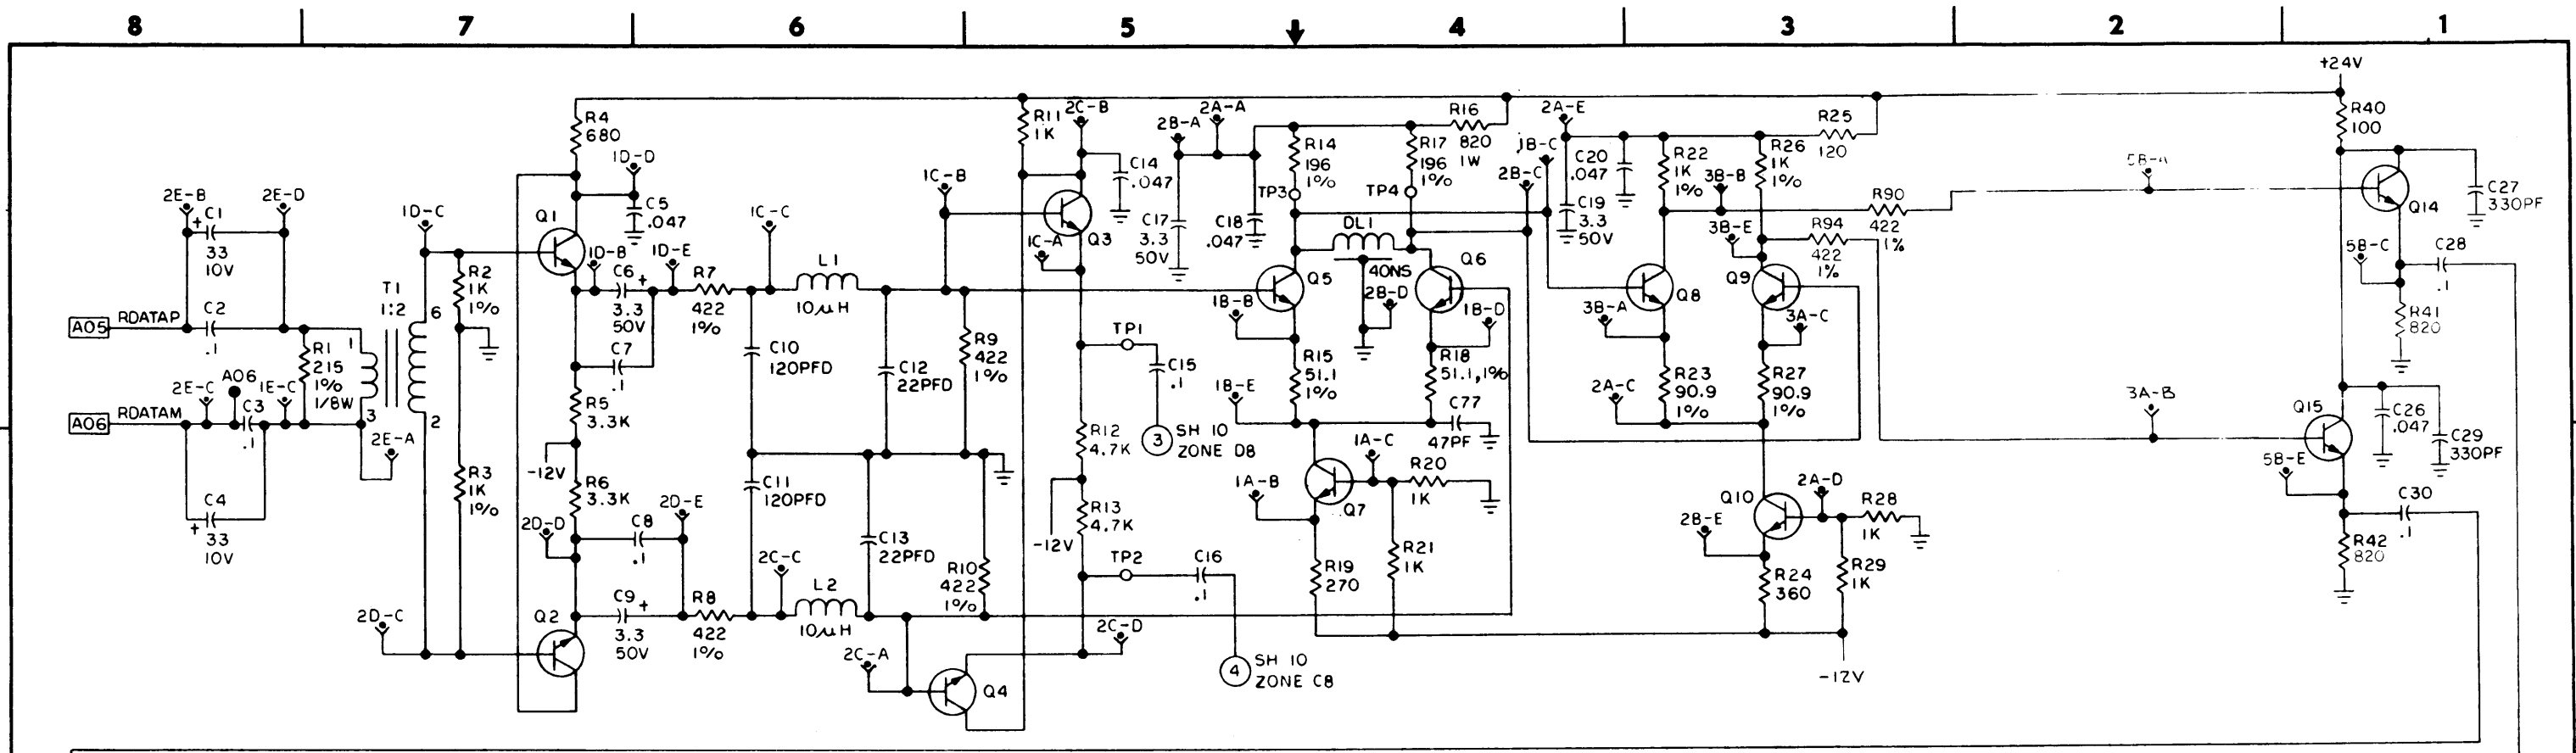 8 7 6 5 4 3 2 1
+24V
R4
680
R11
1K
2C-B
2B-A
2A-A
R16
820
1W
2A-E
R25
120
R40
100
1D-D
C5
.047
1C-B
C14
.047
R14
196
1%
R17
196
1%
1B-C
2B-C
C20
.047
R22
1K
1%
R26
1K
1%
3B-B
5B-A
Q14
C27
330PF
2E-B
C1
+
33
10V
2E-D
1D-C
Q1
1D-B
C6
+
3.3
50V
1D-E
R7
422
1%
1C-C
L1
10μH
Q3
1C-A
C17
3.3
50V
C18
.047
TP3
TP4
DL1
40NS
C19
3.3
50V
R90
422
1%
3B-E
R94
422
1%
5B-C
C28
.1
R2
1K
1%
T1
1:2
6
1
3
2
Q5
Q6
1B-B
2B-D
1B-D
Q8
Q9
3B-A
3A-C
R41
820
A05
RDATAP
C2
.1
R1
215
1%
1/8W
C7
.1
C10
120PFD
C12
22PFD
R9
422
1%
TP1
C15
.1
R15
51.1
1%
R18
51.1,1%
R23
90.9
1%
R27
90.9
1%
2E-C
A06
1E-C
C3
.1
A06
RDATAM
2E-A
R5
3.3K
1B-E
C77
47PF
2A-C
3A-B
Q15
C26
.047
C29
330PF
-12V
R12
4.7K
3
SH 10
ZONE D8
1A-C
R20
1K
5B-E
R3
1K
1%
R6
3.3K
C11
120PFD
1A-B
Q7
Q10
2A-D
R28
1K
C4
+
33
10V
2D-D
C8
.1
2D-E
C13
22PFD
R13
4.7K
-12V
2B-E
C30
.1
2C-C
R10
422
1%
TP2
C16
.1
R19
270
R21
1K
R24
360
R29
1K
R42
820
2D-C
Q2
C9
+
3.3
50V
R8
422
1%
L2
10μH
2C-A
2C-D
Q4
4
SH 10
ZONE C8
-12V